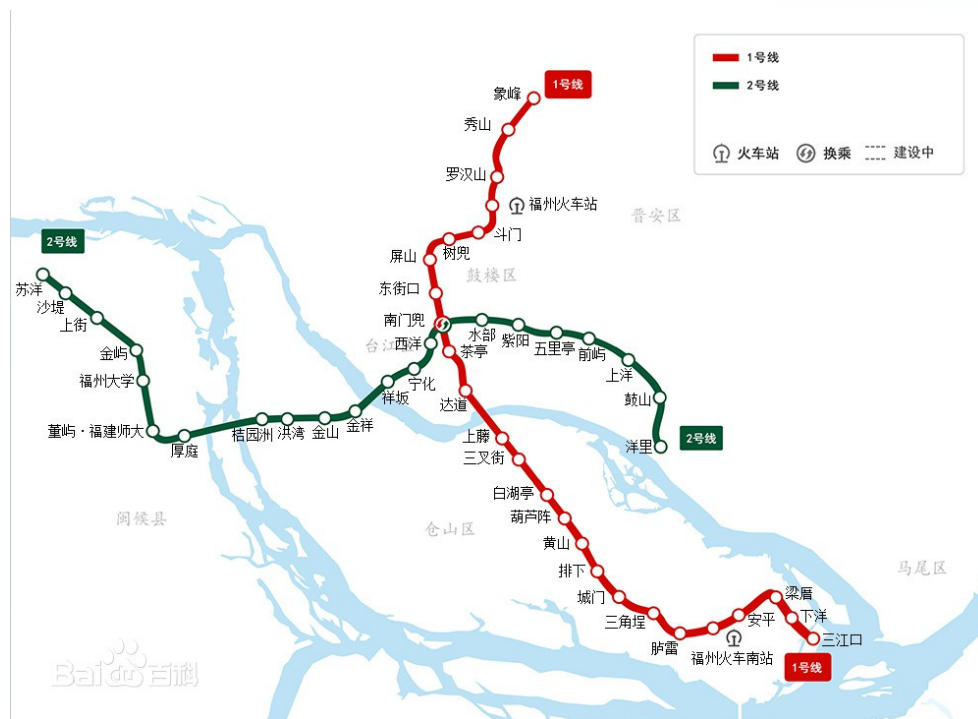 1号线
2号线
火车站
换乘
建设中
1号线
象峰
秀山
罗汉山
福州火车站
晋安区
斗门
树兜
屏山
鼓楼区
东街口
南门兜
2号线
苏洋
沙堤
上街
金屿
福州大学
董屿·福建师大
厚庭
桔园洲
洪湾
金山
金祥
祥坂
宁化
西洋
台江区
水部
紫阳
五里亭
前屿
上洋
鼓山
洋里
2号线
茶亭
达道
上藤
三叉街
白湖亭
葫芦阵
黄山
排下
城门
三角埕
胪雷
福州火车南站
安平
梁厝
下洋
三江口
1号线
闽候县
仓山区
马尾区
Bai百科